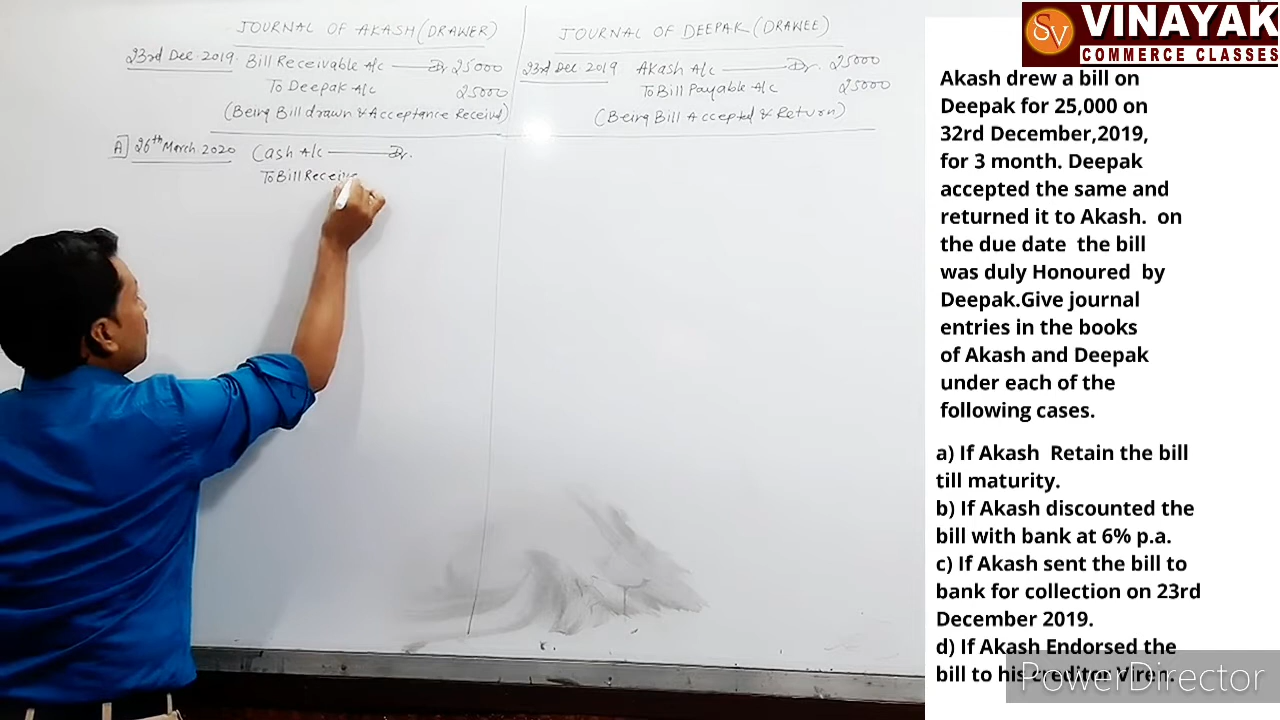 JOURNAL OF AKASH (DRAWER)
23rd Dec. 2019. Bill Receivable A/c Dr 25000
To Deepak A/c 25000
(Being Bill drawn & Acceptance Received)
A] 26th March 2020 Cash A/c Dr.
To Bill Receiv
JOURNAL OF DEEPAK (DRAWEE)
23rd Dec. 2019 Akash A/c Dr. 25000
To Bill Payable A/c 25000
(Being Bill Accepted & Return)
SV VINAYAK
COMMERCE CLASSES
Akash drew a bill on
Deepak for 25,000 on
32rd December,2019,
for 3 month. Deepak
accepted the same and
returned it to Akash. on
the due date the bill
was duly Honoured by
Deepak.Give journal
entries in the books
of Akash and Deepak
under each of the
following cases.
a) If Akash Retain the bill
till maturity.
b) If Akash discounted the
bill with bank at 6% p.a.
c) If Akash sent the bill to
bank for collection on 23rd
December 2019.
d) If Akash Endorsed the
bill to his creditor Viren.
PowerDirector